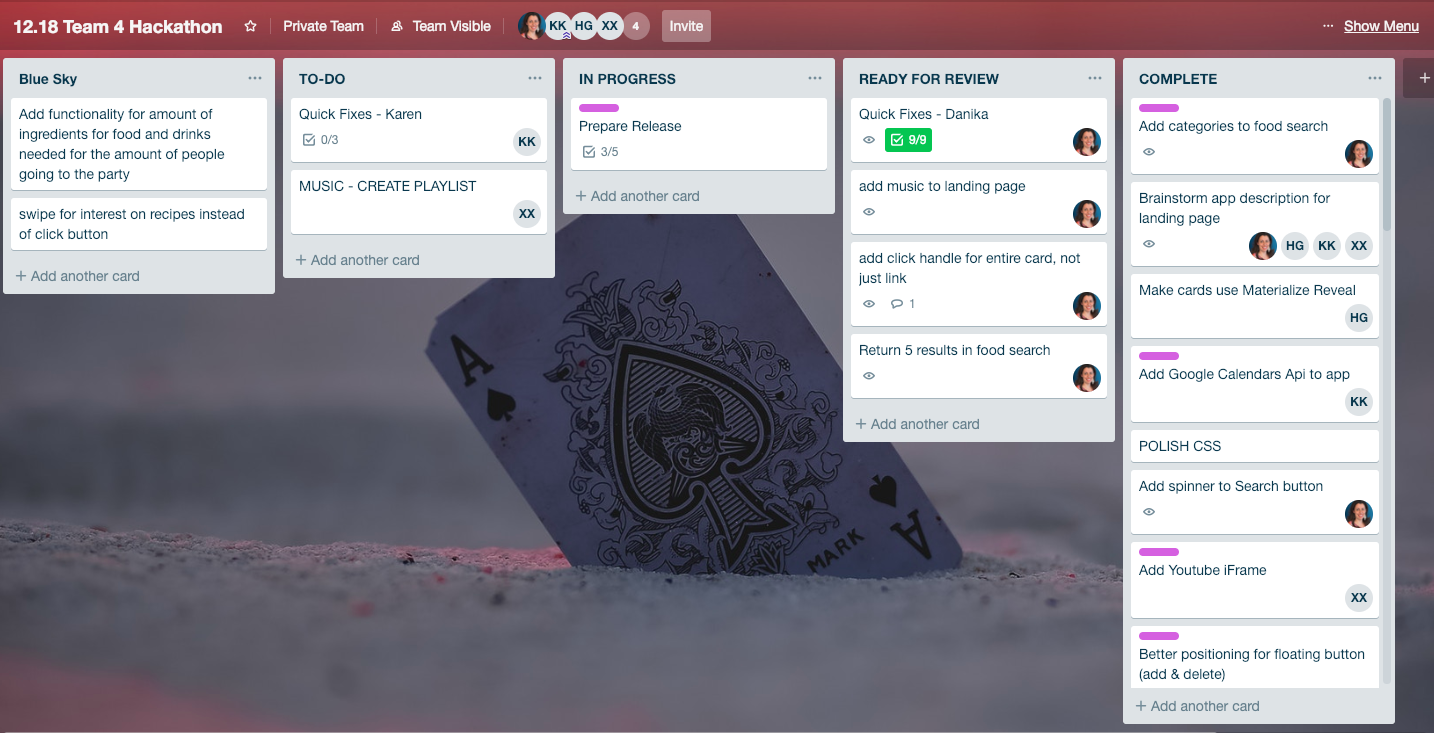 12.18 Team 4 Hackathon
Private Team
Team Visible
KK
HG
XX
4
Invite
Show Menu
Blue Sky
Add functionality for amount of
ingredients for food and drinks
needed for the amount of people
going to the party
swipe for interest on recipes instead
of click button
+ Add another card
TO-DO
Quick Fixes - Karen
0/3
KK
MUSIC - CREATE PLAYLIST
XX
+ Add another card
IN PROGRESS
Prepare Release
3/5
+ Add another card
READY FOR REVIEW
Quick Fixes - Danika
9/9
add music to landing page
add click handle for entire card, not
just link
1
Return 5 results in food search
+ Add another card
COMPLETE
Add categories to food search
Brainstorm app description for
landing page
HG
KK
XX
Make cards use Materialize Reveal
HG
Add Google Calendars Api to app
KK
POLISH CSS
Add spinner to Search button
Add Youtube iFrame
XX
Better positioning for floating button
(add & delete)
+ Add another card
A
MARK
A